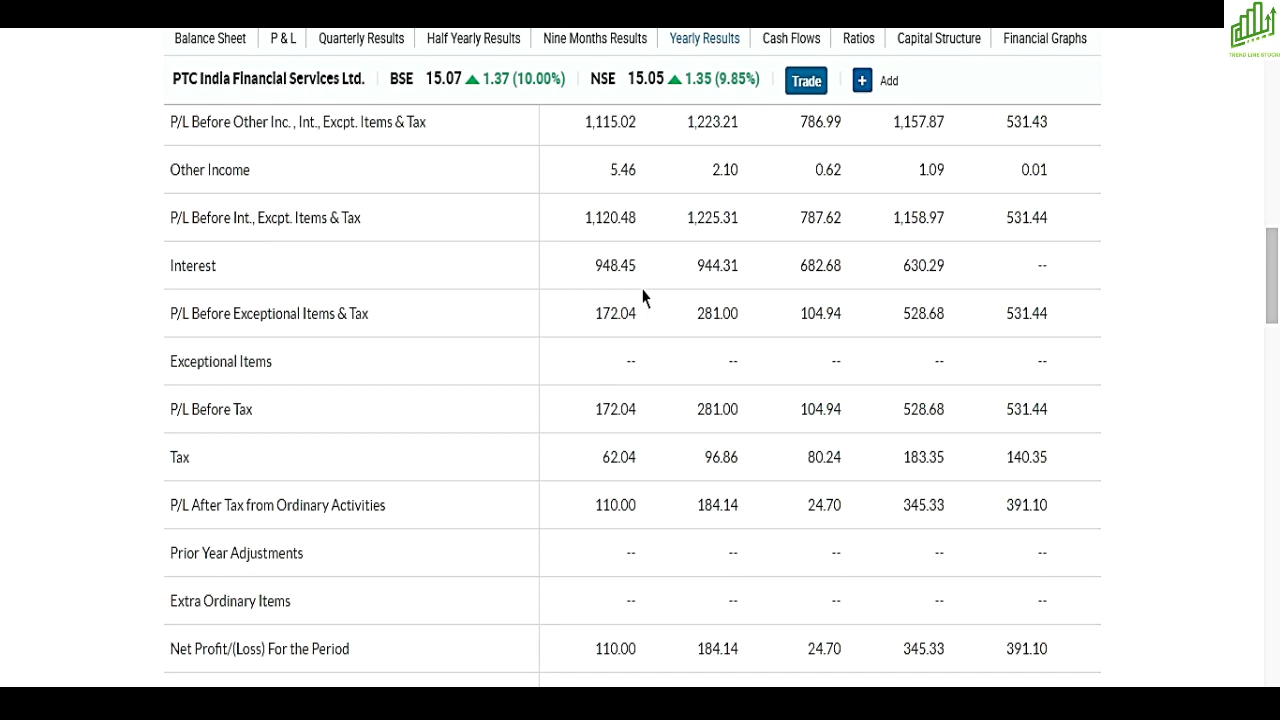 Balance Sheet P & L Quarterly Results Half Yearly Results Nine Months Results Yearly Results Cash Flows Ratios Capital Structure Financial Graphs
TREND LINE STOCKS
PTC India Financial Services Ltd. BSE 15.07 1.37 (10.00%) NSE 15.05 1.35 (9.85%) Trade + Add
P/L Before Other Inc. , Int., Excpt. Items & Tax 1,115.02 1,223.21 786.99 1,157.87 531.43
Other Income 5.46 2.10 0.62 1.09 0.01
P/L Before Int., Excpt. Items & Tax 1,120.48 1,225.31 787.62 1,158.97 531.44
Interest 948.45 944.31 682.68 630.29 --
P/L Before Exceptional Items & Tax 172.04 281.00 104.94 528.68 531.44
Exceptional Items -- -- -- -- --
P/L Before Tax 172.04 281.00 104.94 528.68 531.44
Tax 62.04 96.86 80.24 183.35 140.35
P/L After Tax from Ordinary Activities 110.00 184.14 24.70 345.33 391.10
Prior Year Adjustments -- -- -- -- --
Extra Ordinary Items -- -- -- -- --
Net Profit/(Loss) For the Period 110.00 184.14 24.70 345.33 391.10